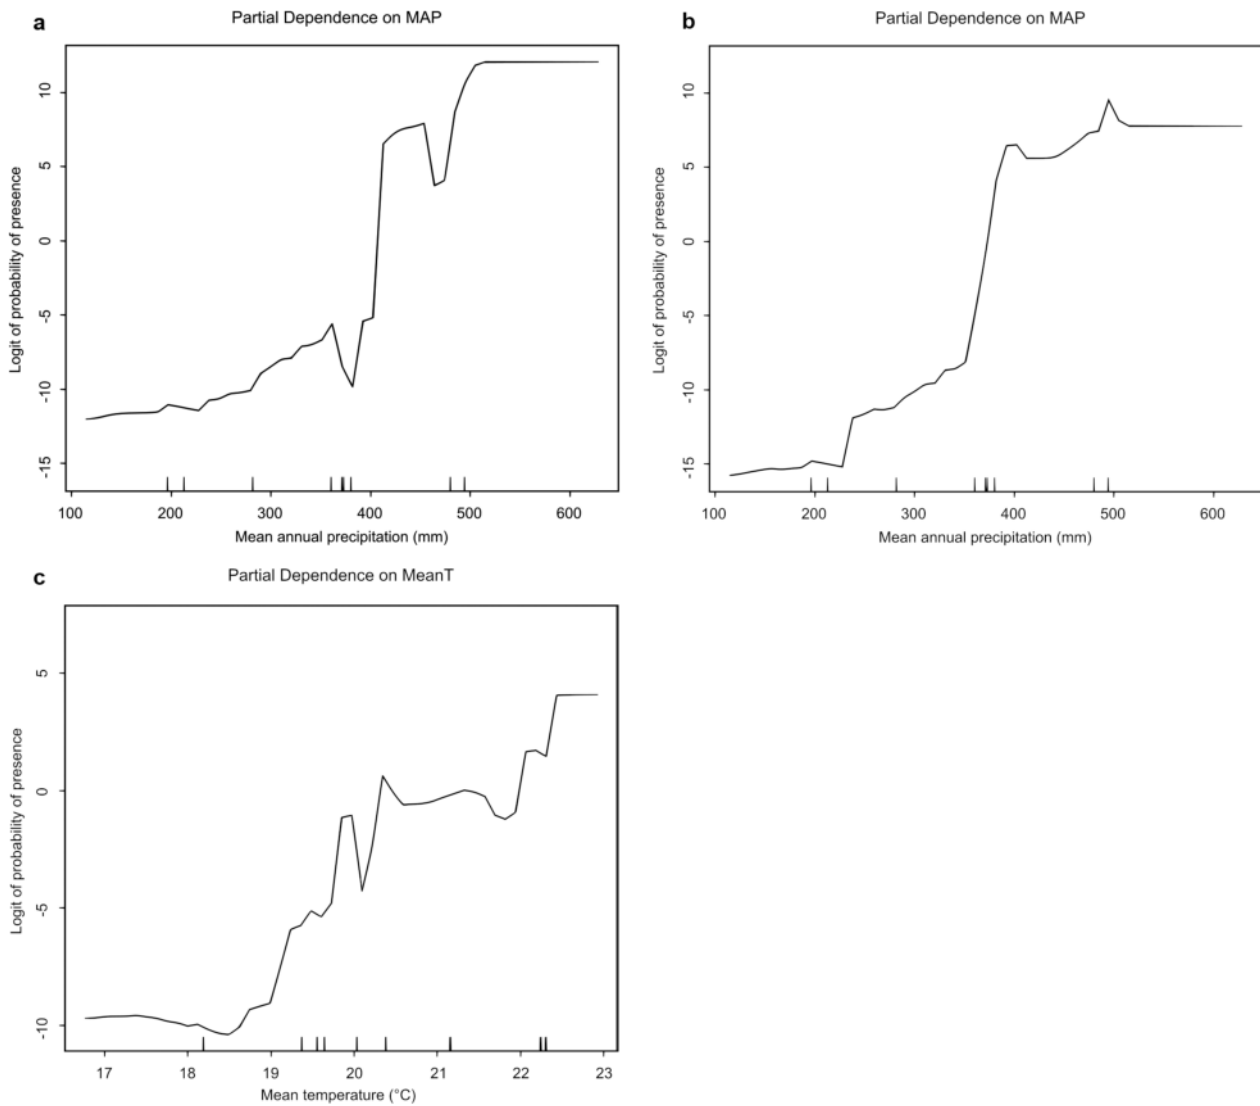 a
Partial Dependence on MAP
Logit of probability of presence
10
5
0
-5
-10
-15
100 200 300 400 500 600
Mean annual precipitation (mm)
b
Partial Dependence on MAP
Logit of probability of presence
10
5
0
-5
-10
-15
100 200 300 400 500 600
Mean annual precipitation (mm)
c
Partial Dependence on MeanT
Logit of probability of presence
5
0
-5
-10
17 18 19 20 21 22 23
Mean temperature (°C)